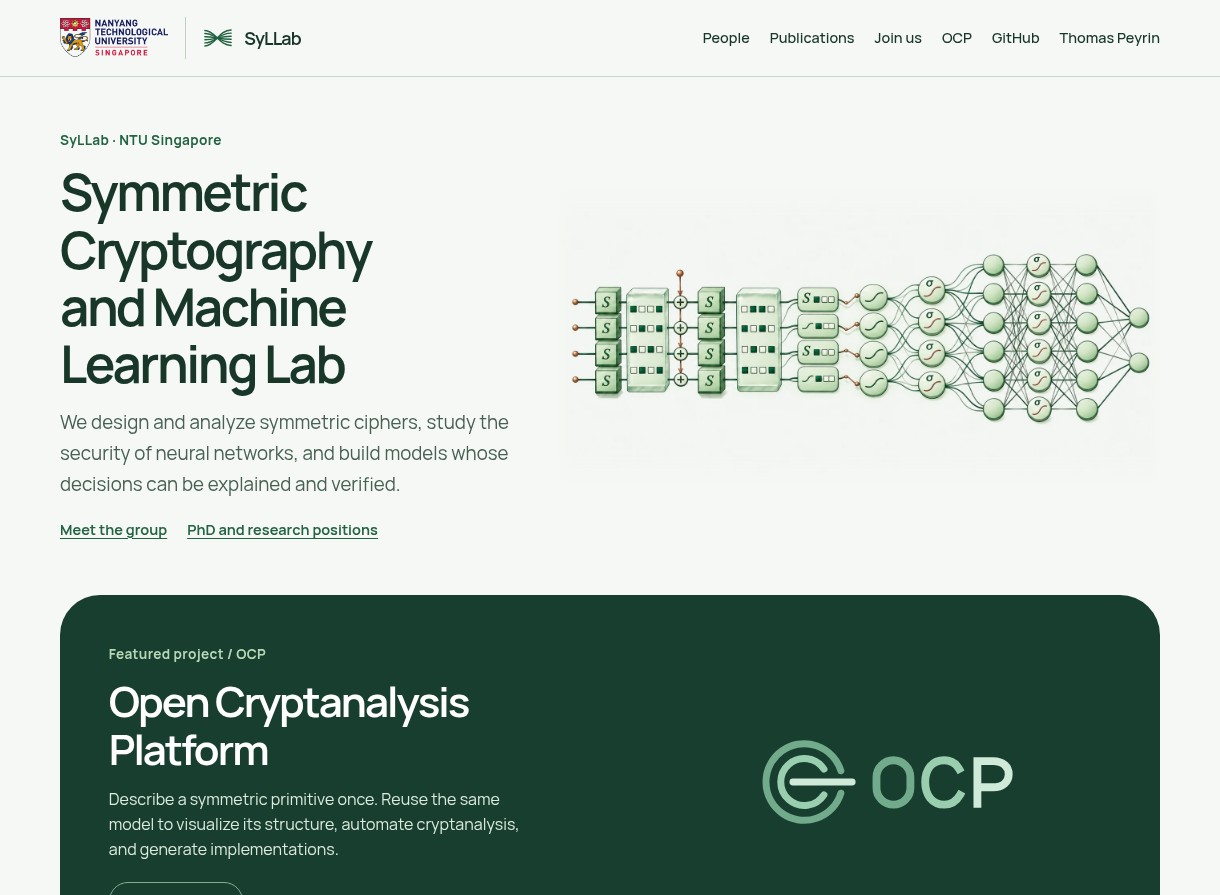 NANYANG
TECHNOLOGICAL
UNIVERSITY
SINGAPORE
SyLLab
People Publications Join us OCP GitHub Thomas Peyrin
SyLLab · NTU Singapore
Symmetric
Cryptography
and Machine
Learning Lab
We design and analyze symmetric ciphers, study the
security of neural networks, and build models whose
decisions can be explained and verified.
Meet the group PhD and research positions
σ σ
S S S σ
σ σ
S S σ
σ σ
S S S σ
σ
S S σ
σ
Featured project / OCP
Open Cryptanalysis
Platform
Describe a symmetric primitive once. Reuse the same
model to visualize its structure, automate cryptanalysis,
and generate implementations.
OCP